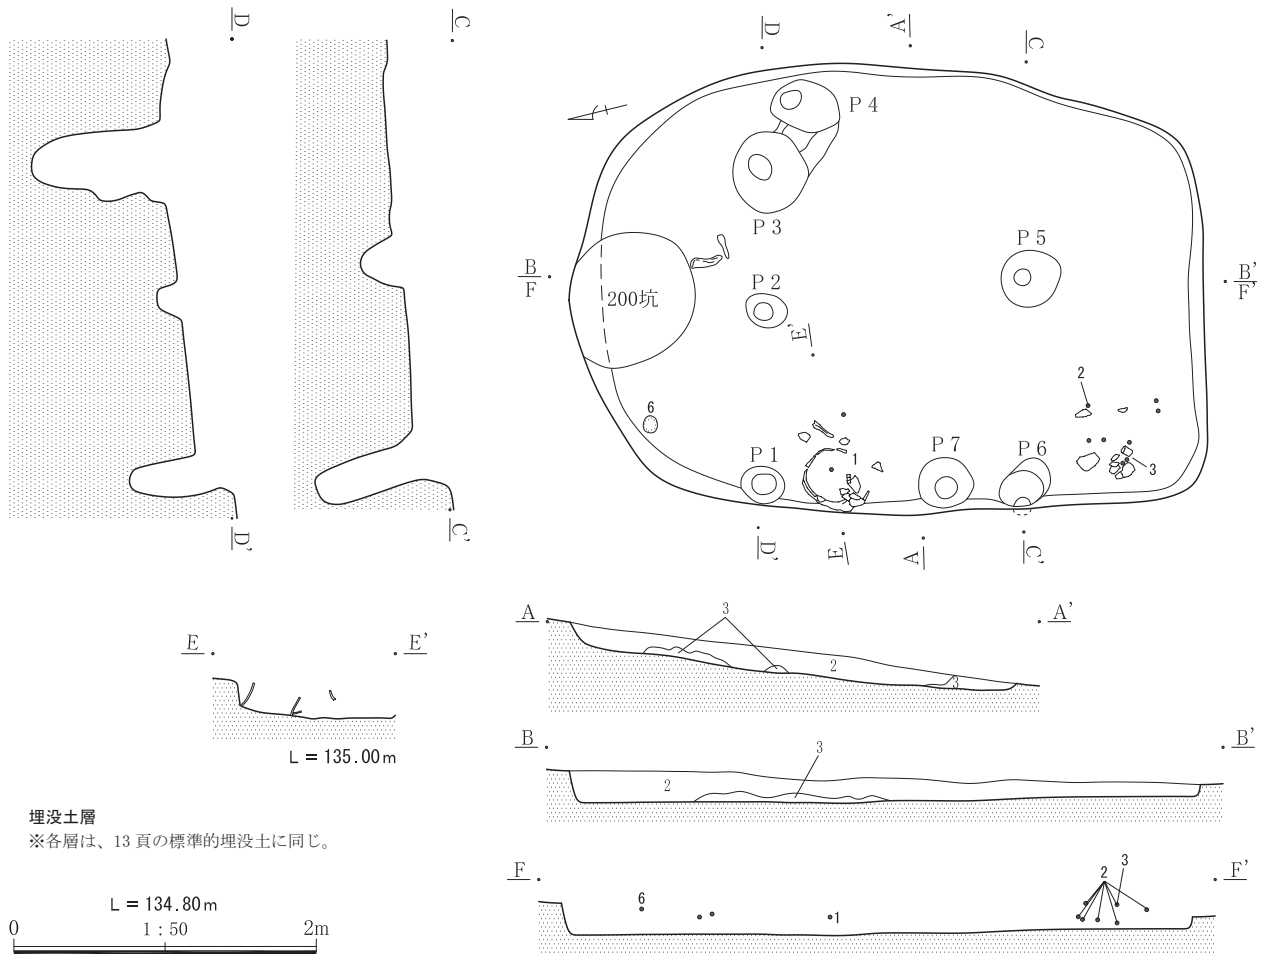 D
C
D
A'
C
P 4
P 3
B
F
200坑
P 2
P 5
B'
F'
E'
2
6
P 1
1
P 7
P 6
3
D'
C'
D'
E
A
C'
E
E'
L = 135.00m
A
3
2
3
A'
B
3
2
B'
埋没土層
※各層は、13 頁の標準的埋没土に同じ。
F
6
1
2
3
F'
L = 134.80m
0
1 : 50
2m